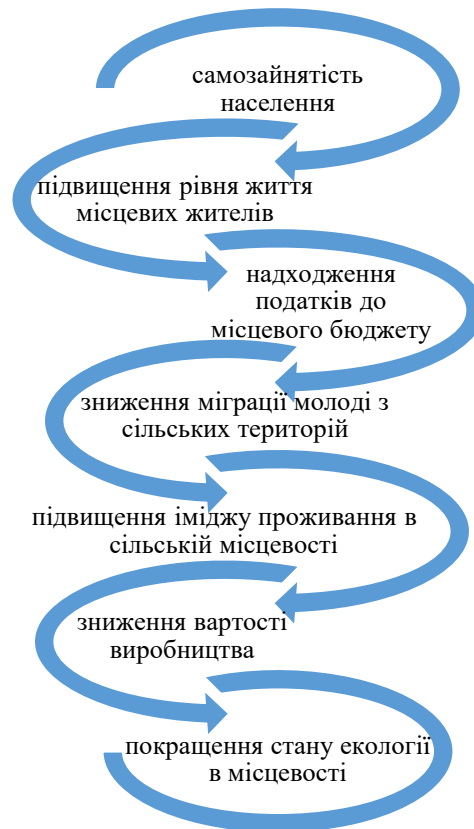 самозайнятість
населення
підвищення рівня життя
місцевих жителів
надходження
податків до
місцевого бюджету
зниження міграції молоді з
сільських територій
підвищення іміджу проживання в
сільській місцевості
зниження вартості
виробництва
покращення стану екології
в місцевості